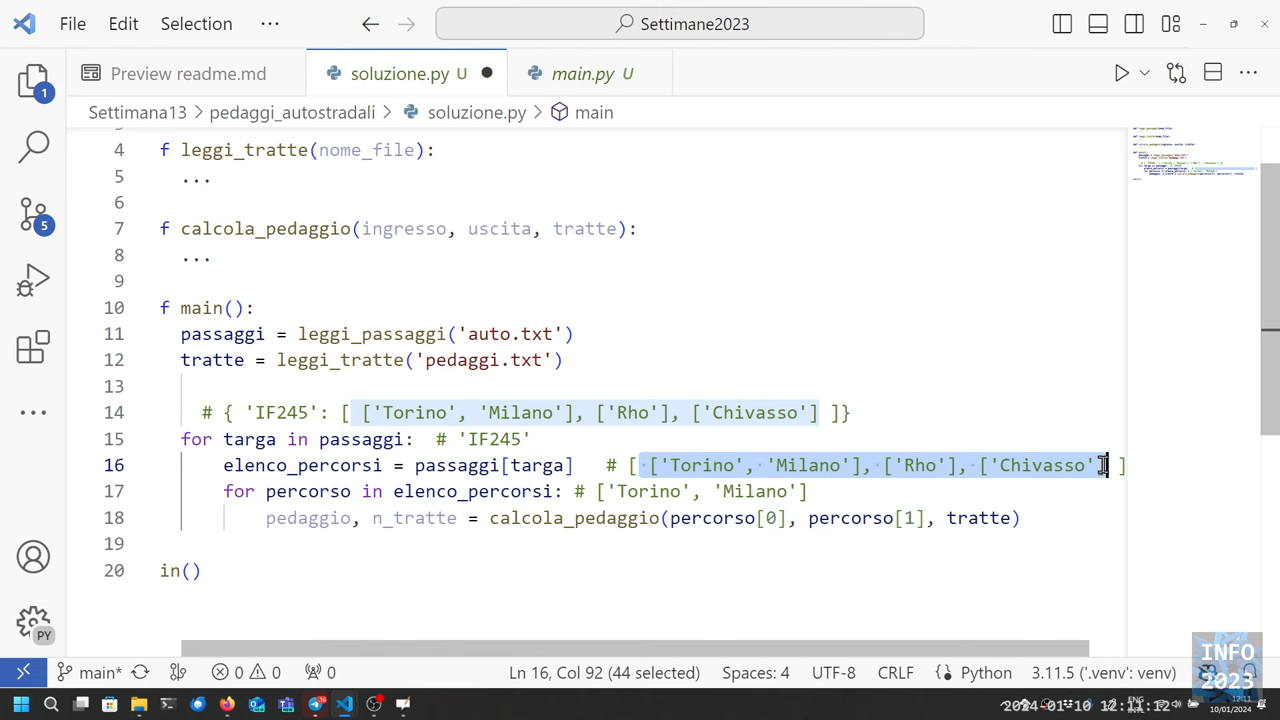 File Edit Selection ··· Settimane2023
Preview readme.md soluzione.py U main.py U
Settimana13 > pedaggi_autostradali > soluzione.py > main
4 f leggi_tratte(nome_file):
5 ...
6
7 f calcola_pedaggio(ingresso, uscita, tratte):
8 ...
9
10 f main():
11 passaggi = leggi_passaggi('auto.txt')
12 tratte = leggi_tratte('pedaggi.txt')
13
14 # { 'IF245': [ ['Torino', 'Milano'], ['Rho'], ['Chivasso'] ]}
15 for targa in passaggi: # 'IF245'
16 elenco_percorsi = passaggi[targa] # [ ['Torino', 'Milano'], ['Rho'], ['Chivasso'] ]
17 for percorso in elenco_percorsi: # ['Torino', 'Milano']
18 pedaggio, n_tratte = calcola_pedaggio(percorso[0], percorso[1], tratte)
19
20 in()
1
5
PY
main* 0 0 0 Ln 16, Col 92 (44 selected) Spaces: 4 UTF-8 CRLF Python 3.11.5 ('.venv': venv)
INFO
2023
12:11
10/01/2024